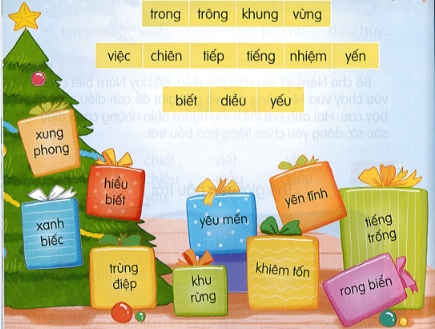 trong trông khung vừng
việc chiên tiếp tiếng nhiệm yến
biết diều yếu
xung
phong
hiểu
biết
yêu mến
yên tĩnh
tiếng
trống
xanh
biếc
trùng
điệp
khu
rừng
khiêm tốn
rong biển